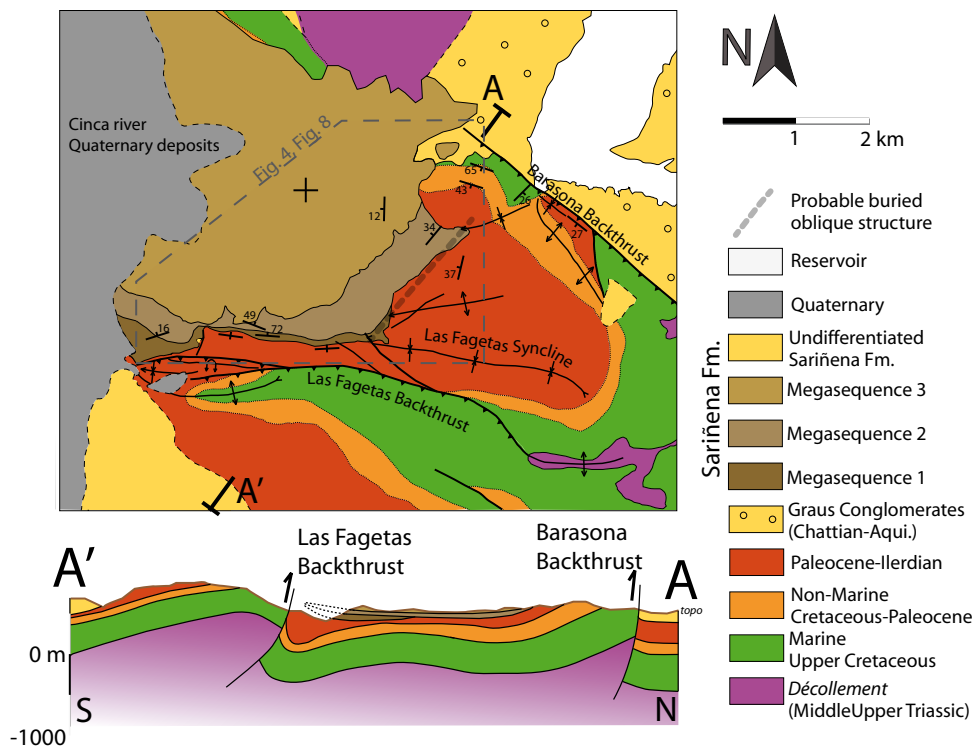 Cinca river
Quaternary deposits
Fig. 4, Fig. 8
A
Barasona Backthrust
65
43
26
27
12
34
37
49
16
72
Las Fagetas Syncline
Las Fagetas Backthrust
A'
N
1
2 km
Probable buried
oblique structure
Reservoir
Quaternary
Undifferentiated
Sariñena Fm.
Megasequence 3
Megasequence 2
Megasequence 1
Sariñena Fm.
Graus Conglomerates
(Chattian-Aqui.)
Paleocene-Ilerdian
Non-Marine
Cretaceous-Paleocene
Marine
Upper Cretaceous
Décollement
(MiddleUpper Triassic)
A'
Las Fagetas
Backthrust
Barasona
Backthrust
A
topo
0 m
S
N
-1000